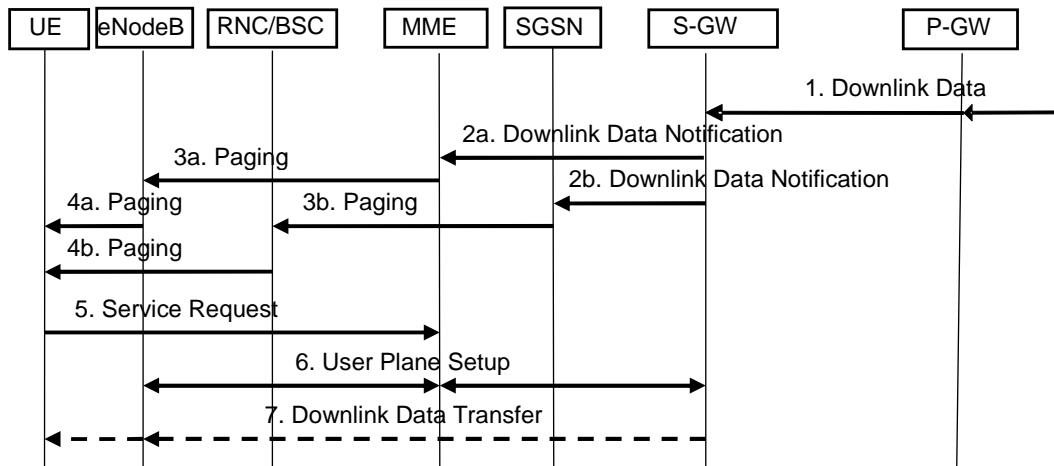 UE
eNodeB
RNC/BSC
MME
SGSN
S-GW
P-GW
1. Downlink Data
2a. Downlink Data Notification
3a. Paging
2b. Downlink Data Notification
4a. Paging
3b. Paging
4b. Paging
5. Service Request
6. User Plane Setup
7. Downlink Data Transfer